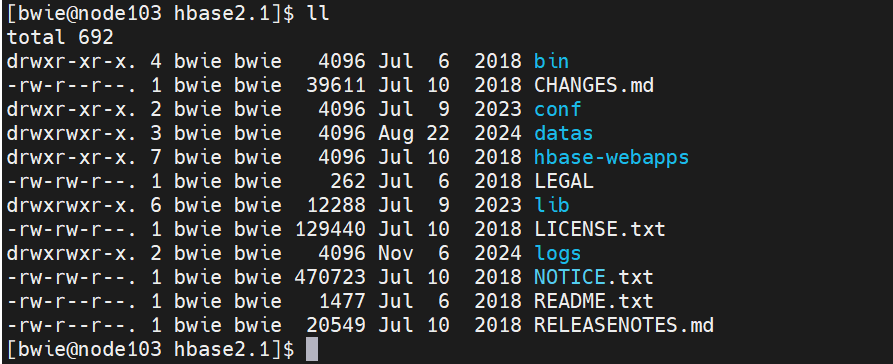 [bwie@node103 hbase2.1]$ ll
total 692
drwxr-xr-x. 4 bwie bwie   4096 Jul  6  2018 bin
-rw-r--r--. 1 bwie bwie  39611 Jul 10  2018 CHANGES.md
drwxr-xr-x. 2 bwie bwie   4096 Jul  9  2023 conf
drwxrwxr-x. 3 bwie bwie   4096 Aug 22  2024 datas
drwxr-xr-x. 7 bwie bwie   4096 Jul 10  2018 hbase-webapps
-rw-rw-r--. 1 bwie bwie    262 Jul  6  2018 LEGAL
drwxrwxr-x. 6 bwie bwie  12288 Jul  9  2023 lib
-rw-rw-r--. 1 bwie bwie 129440 Jul 10  2018 LICENSE.txt
drwxrwxr-x. 2 bwie bwie   4096 Nov  6  2024 logs
-rw-rw-r--. 1 bwie bwie 470723 Jul 10  2018 NOTICE.txt
-rw-r--r--. 1 bwie bwie   1477 Jul  6  2018 README.txt
-rw-r--r--. 1 bwie bwie  20549 Jul 10  2018 RELEASENOTES.md
[bwie@node103 hbase2.1]$